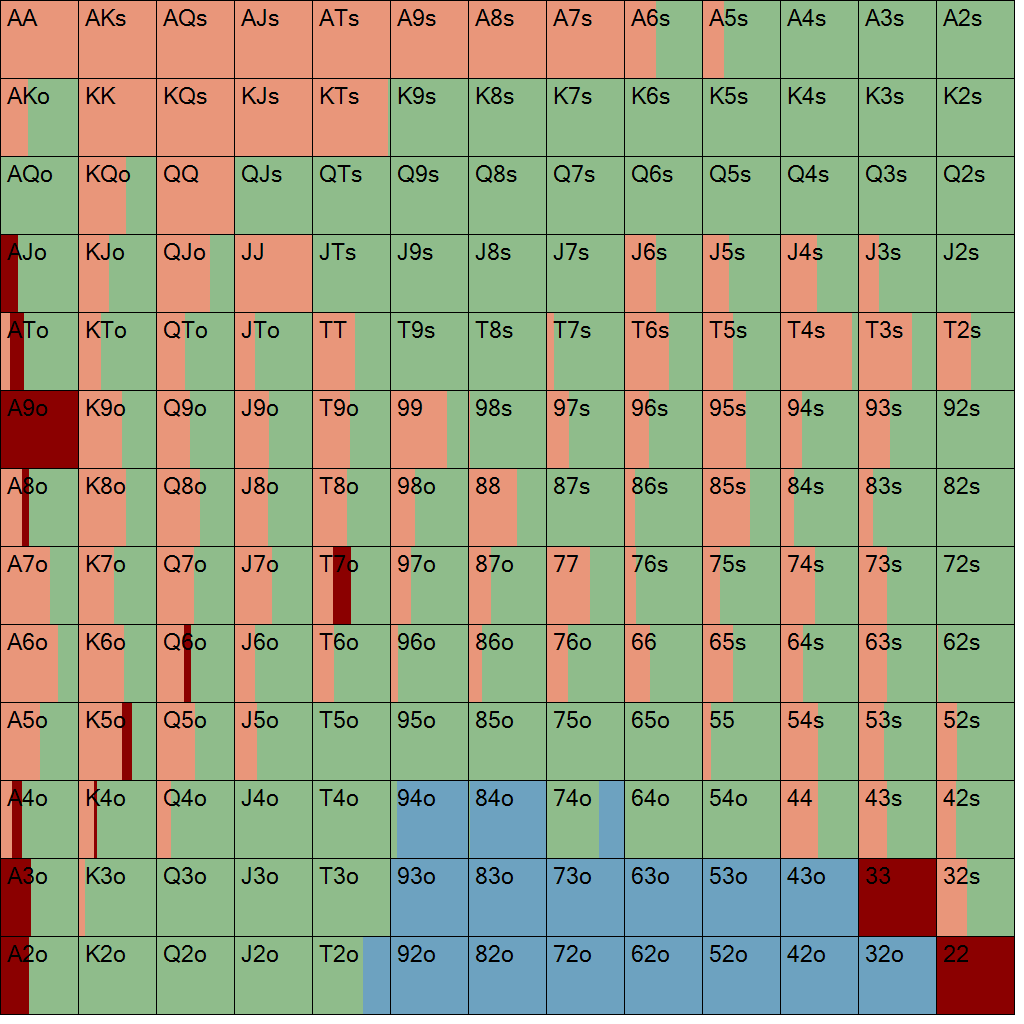 AA AKs AQs AJs ATs A9s A8s A7s A6s A5s A4s A3s A2s
AKo KK KQs KJs KTs K9s K8s K7s K6s K5s K4s K3s K2s
AQo KQo QQ QJs QTs Q9s Q8s Q7s Q6s Q5s Q4s Q3s Q2s
AJo KJo QJo JJ JTs J9s J8s J7s J6s J5s J4s J3s J2s
ATo KTo QTo JTo TT T9s T8s T7s T6s T5s T4s T3s T2s
A9o K9o Q9o J9o T9o 99 98s 97s 96s 95s 94s 93s 92s
A8o K8o Q8o J8o T8o 98o 88 87s 86s 85s 84s 83s 82s
A7o K7o Q7o J7o T7o 97o 87o 77 76s 75s 74s 73s 72s
A6o K6o Q6o J6o T6o 96o 86o 76o 66 65s 64s 63s 62s
A5o K5o Q5o J5o T5o 95o 85o 75o 65o 55 54s 53s 52s
A4o K4o Q4o J4o T4o 94o 84o 74o 64o 54o 44 43s 42s
A3o K3o Q3o J3o T3o 93o 83o 73o 63o 53o 43o 33 32s
A2o K2o Q2o J2o T2o 92o 82o 72o 62o 52o 42o 32o 22